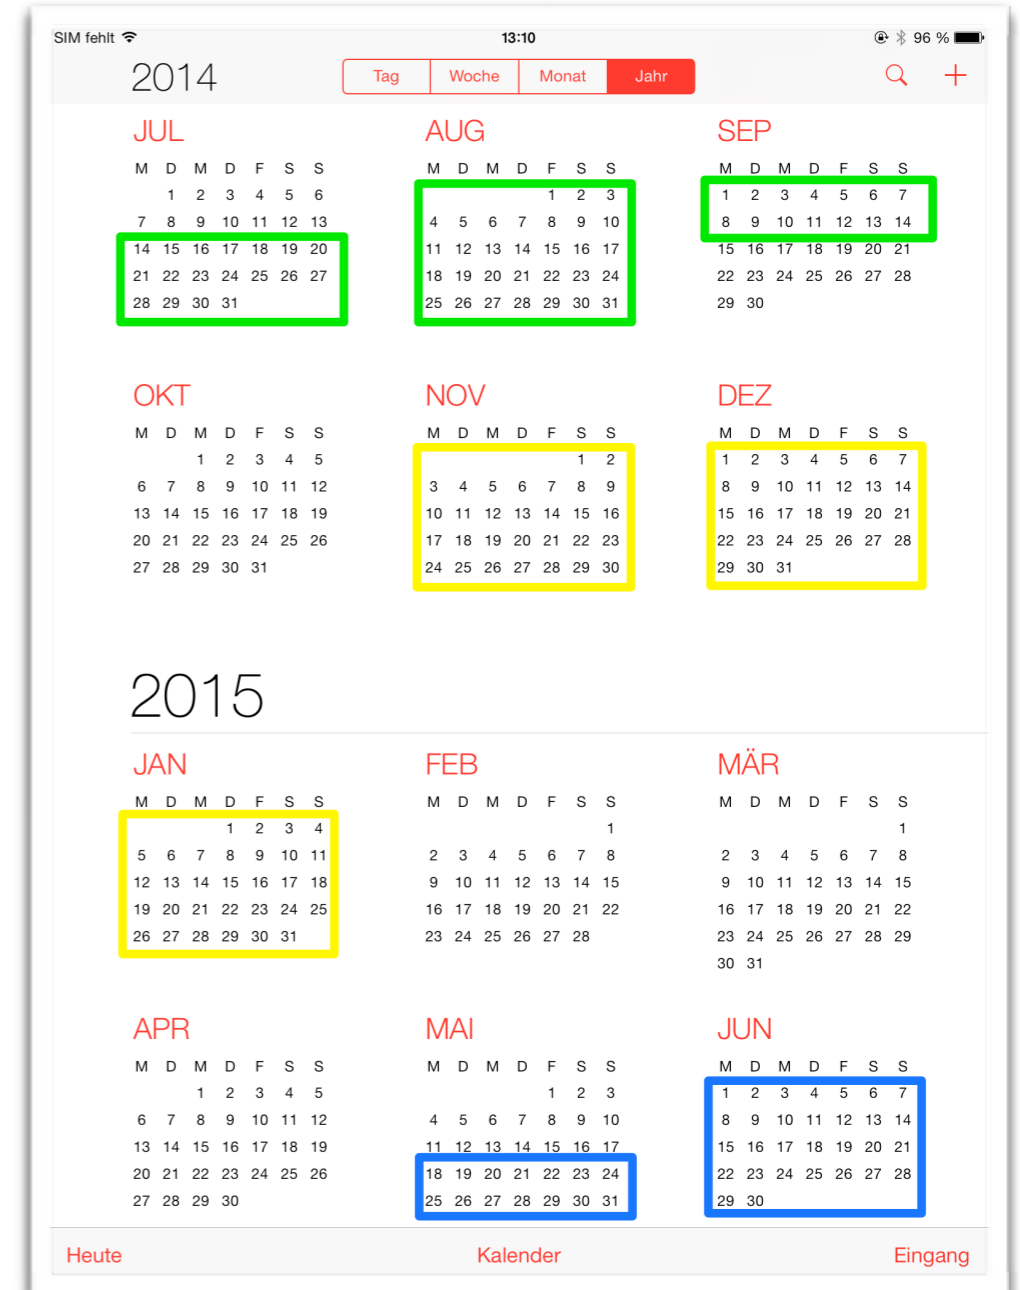 SIM fehlt 13:10 96 %
2014 Tag Woche Monat Jahr
JUL AUG SEP
M D M D F S S M D M D F S S M D M D F S S
1 2 3 4 5 6 1 2 3 1 2 3 4 5 6 7
7 8 9 10 11 12 13 4 5 6 7 8 9 10 8 9 10 11 12 13 14
14 15 16 17 18 19 20 11 12 13 14 15 16 17 15 16 17 18 19 20 21
21 22 23 24 25 26 27 18 19 20 21 22 23 24 22 23 24 25 26 27 28
28 29 30 31 25 26 27 28 29 30 31 29 30
OKT NOV DEZ
M D M D F S S M D M D F S S M D M D F S S
1 2 3 4 5 1 2 1 2 3 4 5 6 7
6 7 8 9 10 11 12 3 4 5 6 7 8 9 8 9 10 11 12 13 14
13 14 15 16 17 18 19 10 11 12 13 14 15 16 15 16 17 18 19 20 21
20 21 22 23 24 25 26 17 18 19 20 21 22 23 22 23 24 25 26 27 28
27 28 29 30 31 24 25 26 27 28 29 30 29 30 31
2015
JAN FEB MÄR
M D M D F S S M D M D F S S M D M D F S S
1 2 3 4 1 1
5 6 7 8 9 10 11 2 3 4 5 6 7 8 2 3 4 5 6 7 8
12 13 14 15 16 17 18 9 10 11 12 13 14 15 9 10 11 12 13 14 15
19 20 21 22 23 24 25 16 17 18 19 20 21 22 16 17 18 19 20 21 22
26 27 28 29 30 31 23 24 25 26 27 28 23 24 25 26 27 28 29
30 31
APR MAI JUN
M D M D F S S M D M D F S S M D M D F S S
1 2 3 4 5 1 2 3 1 2 3 4 5 6 7
6 7 8 9 10 11 12 4 5 6 7 8 9 10 8 9 10 11 12 13 14
13 14 15 16 17 18 19 11 12 13 14 15 16 17 15 16 17 18 19 20 21
20 21 22 23 24 25 26 18 19 20 21 22 23 24 22 23 24 25 26 27 28
27 28 29 30 25 26 27 28 29 30 31 29 30
Heute Kalender Eingang